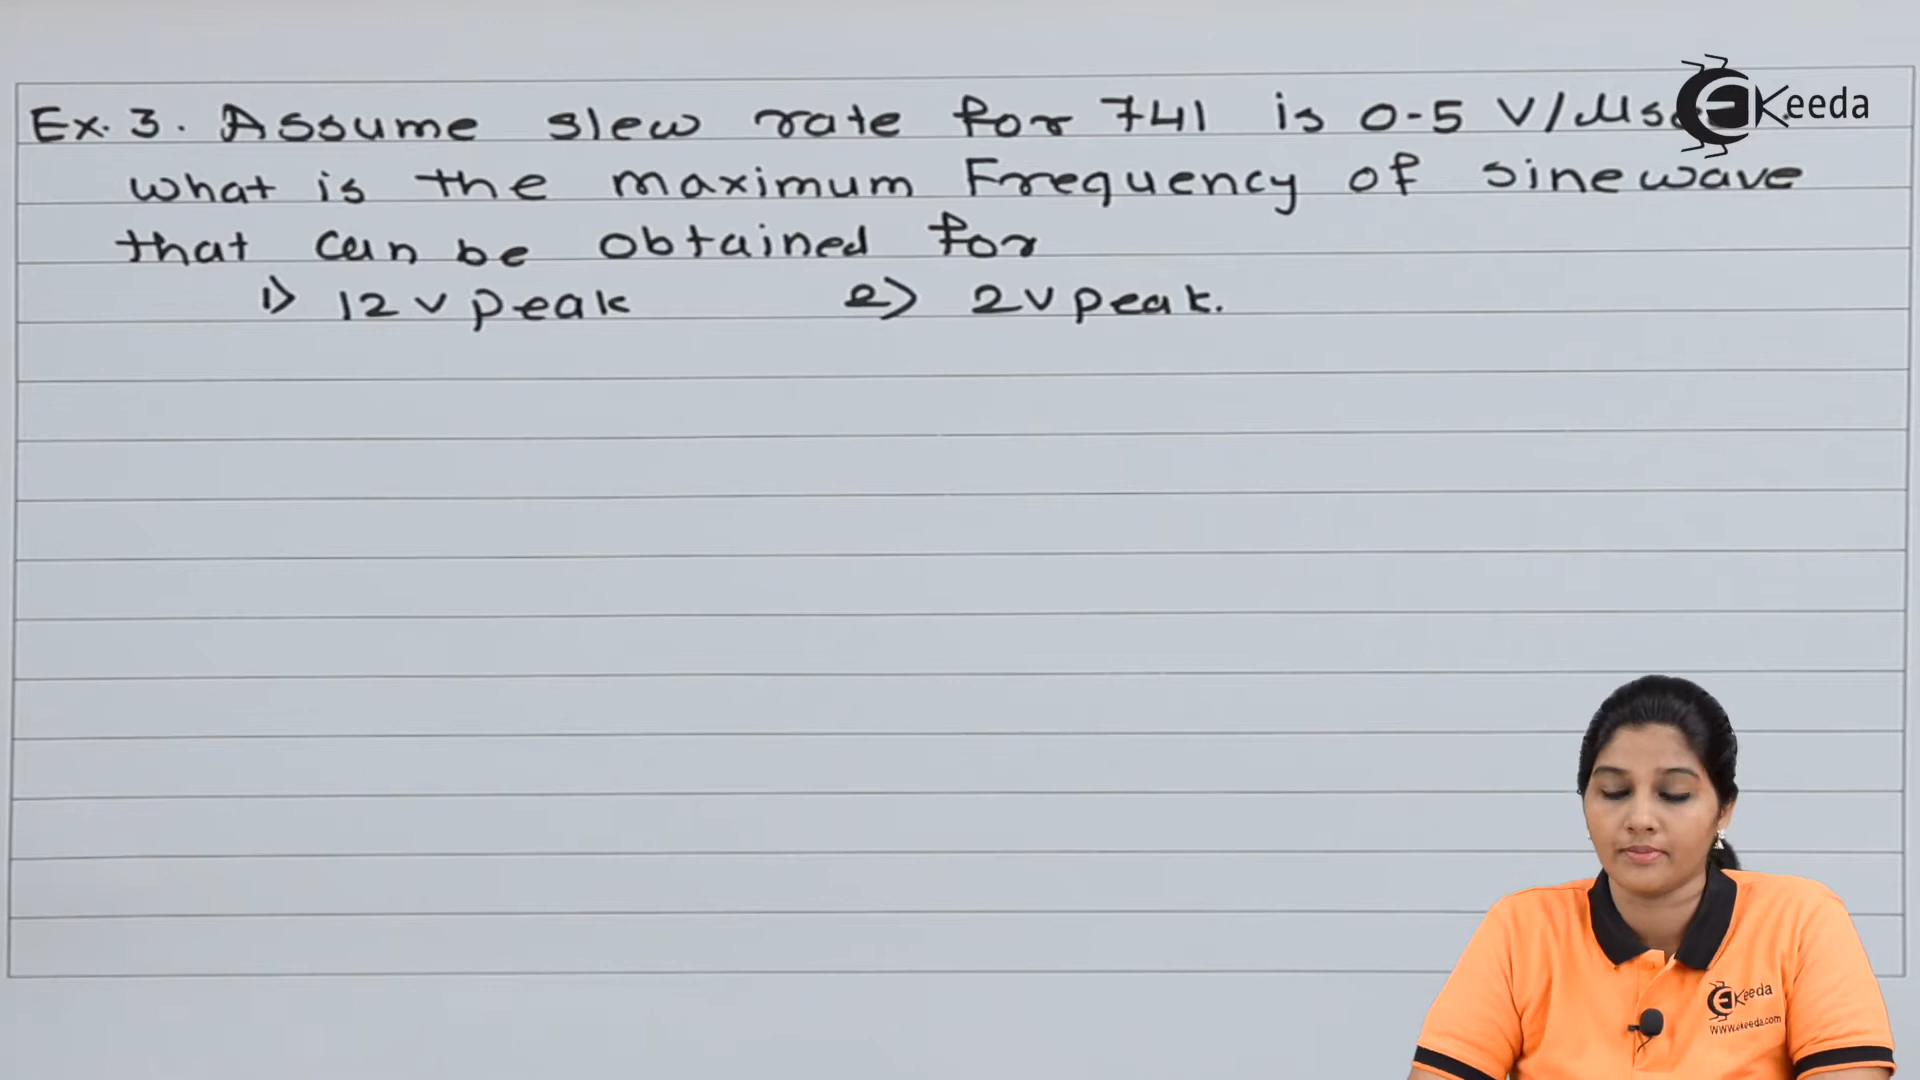 Ex. 3. Assume slew rate for 741 is 0.5 V/
what is the maximum Frequency of sinewave
that can be obtained for
1) 12v peak 2) 2v peak.
Keeda
Keeda
www.ekeeda.com